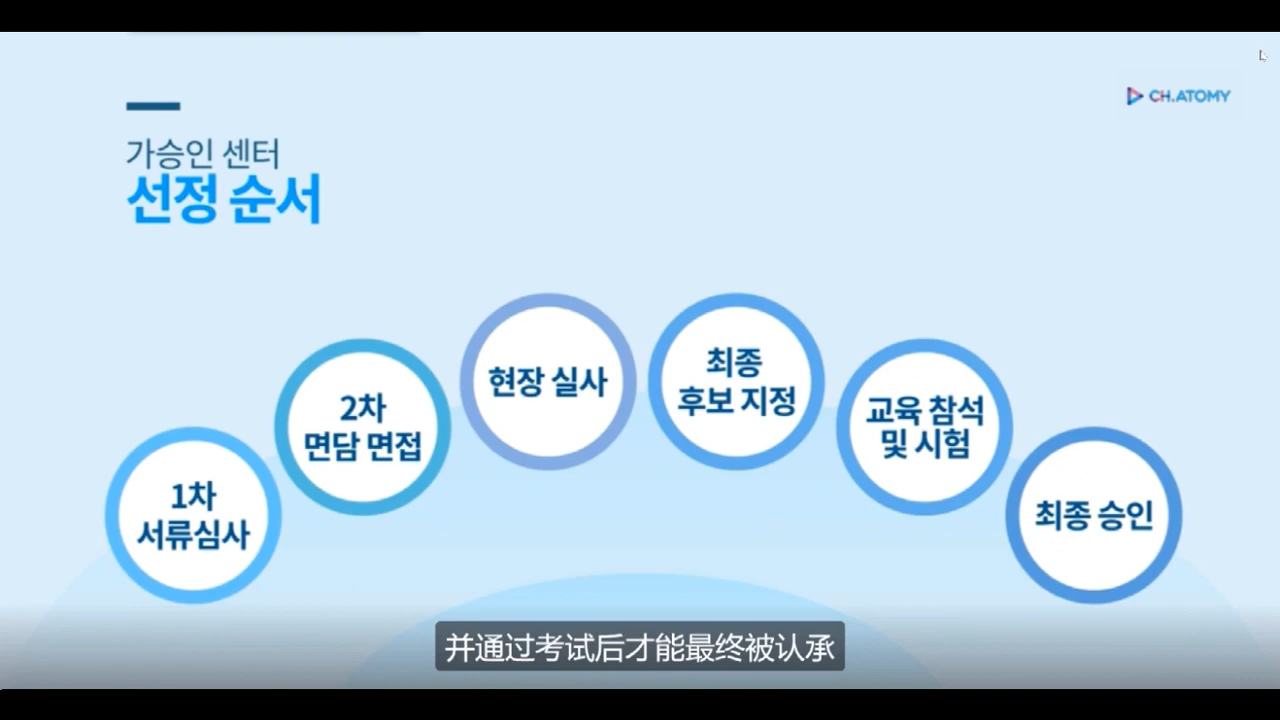 CH.ATOMY
가승인 센터
선정 순서
1차
서류심사
2차
면담 면접
현장 실사
최종
후보 지정
교육 참석
및 시험
최종 승인
并通过考试后才能最终被认承